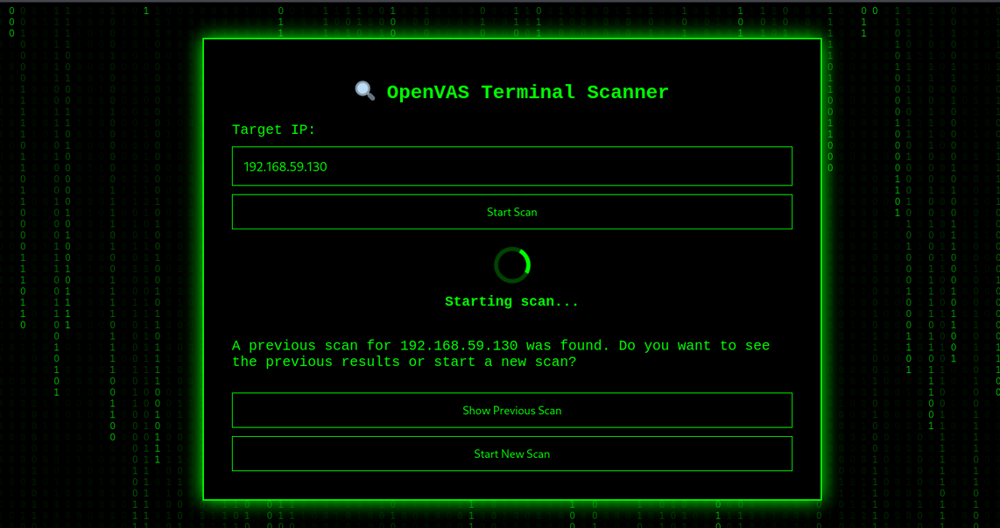 OpenVAS Terminal Scanner
Target IP:
192.168.59.130
Start Scan
Starting scan...
A previous scan for 192.168.59.130 was found. Do you want to see
the previous results or start a new scan?
Show Previous Scan
Start New Scan